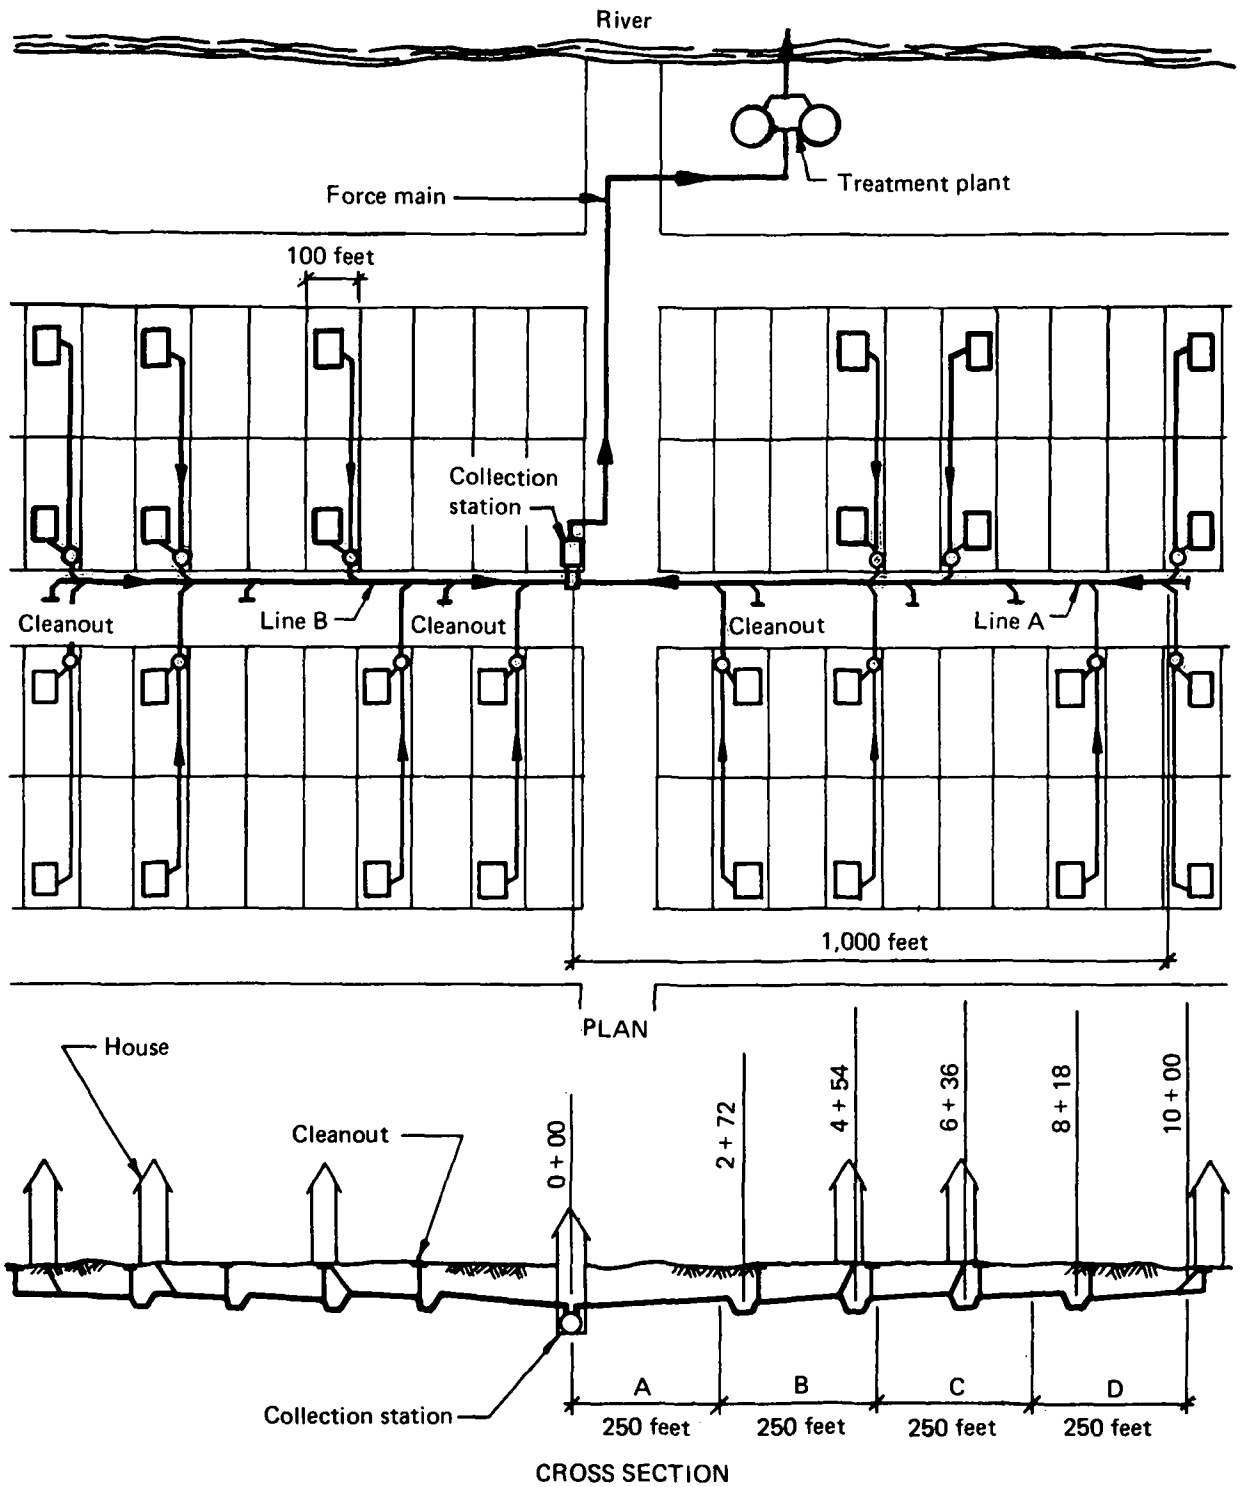 River
Treatment plant
Force main
100 feet
Collection
station
Cleanout
Line B
Cleanout
Cleanout
Line A
1,000 feet
PLAN
House
Cleanout
0 + 00
2 + 72
4 + 54
6 + 36
8 + 18
10 + 00
A
B
C
D
250 feet
250 feet
250 feet
250 feet
Collection station
CROSS SECTION